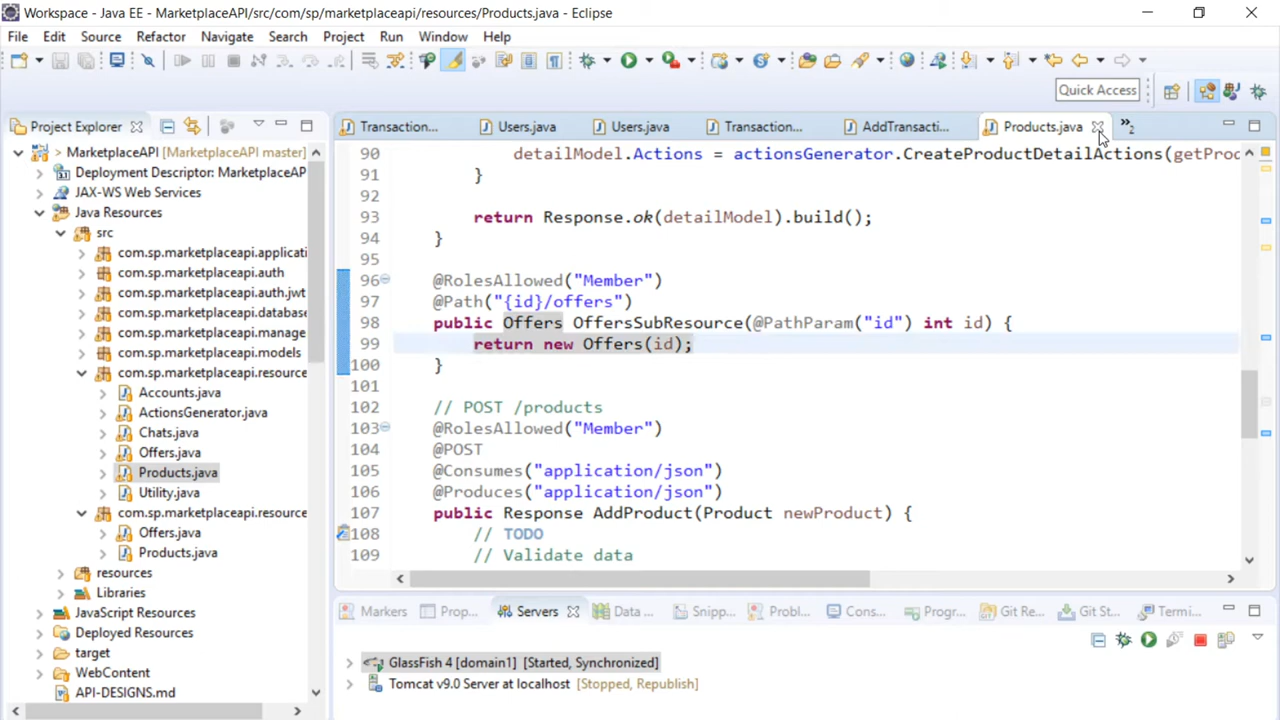 Workspace - Java EE - MarketplaceAPI/src/com/sp/marketplaceapi/resources/Products.java - Eclipse
File Edit Source Refactor Navigate Search Project Run Window Help
Quick Access
Project Explorer
Transaction...
Users.java
Users.java
Transaction...
AddTransacti...
Products.java
»2
MarketplaceAPI [MarketplaceAPI master]
Deployment Descriptor: MarketplaceAP
JAX-WS Web Services
Java Resources
src
com.sp.marketplaceapi.applicati
com.sp.marketplaceapi.auth
com.sp.marketplaceapi.auth.jwt
com.sp.marketplaceapi.database
com.sp.marketplaceapi.manage
com.sp.marketplaceapi.models
com.sp.marketplaceapi.resource
Accounts.java
ActionsGenerator.java
Chats.java
Offers.java
Products.java
Utility.java
com.sp.marketplaceapi.resource
Offers.java
Products.java
resources
Libraries
JavaScript Resources
Deployed Resources
target
WebContent
API-DESIGNS.md
90 detailModel.Actions = actionsGenerator.CreateProductDetailActions(getProd
91 }
92
93 return Response.ok(detailModel).build();
94 }
95
96 @RolesAllowed("Member")
97 @Path("{id}/offers")
98 public Offers OffersSubResource(@PathParam("id") int id) {
99 return new Offers(id);
100 }
101
102 // POST /products
103 @RolesAllowed("Member")
104 @POST
105 @Consumes("application/json")
106 @Produces("application/json")
107 public Response AddProduct(Product newProduct) {
108 // TODO
109 // Validate data
Markers
Prop...
Servers
Data ...
Snipp...
Probl...
Cons...
Progr...
Git Re...
Git St...
Termi...
GlassFish 4 [domain1] [Started, Synchronized]
Tomcat v9.0 Server at localhost [Stopped, Republish]